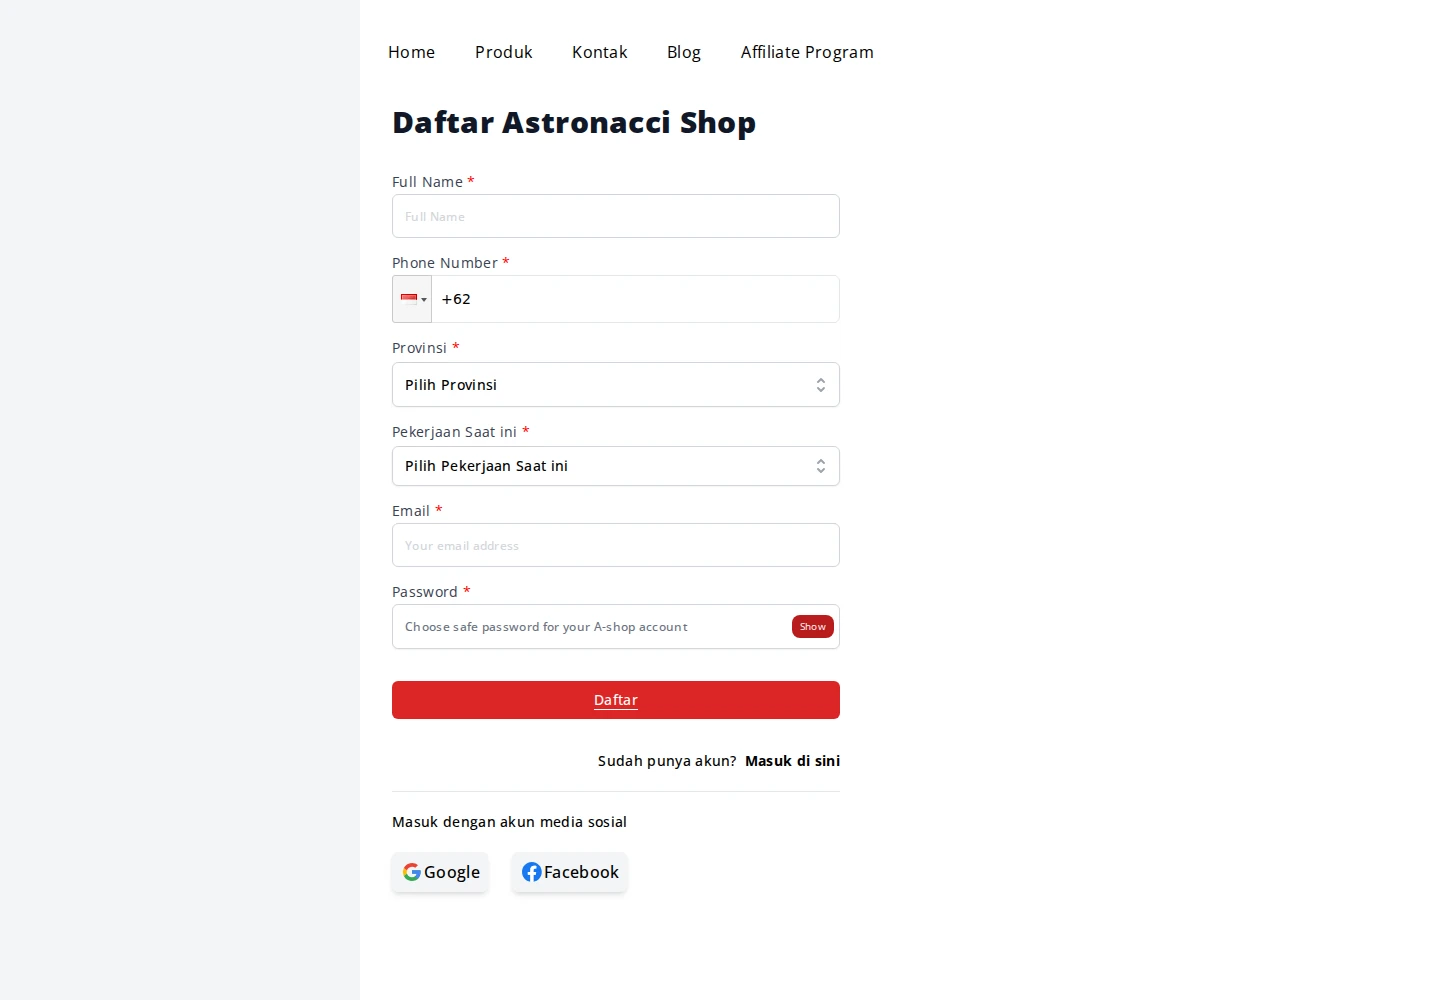 Home Produk Kontak Blog Affiliate Program
Daftar Astronacci Shop
Full Name *
Full Name
Phone Number *
+62
Provinsi *
Pilih Provinsi
Pekerjaan Saat ini *
Pilih Pekerjaan Saat ini
Email *
Your email address
Password *
Choose safe password for your A-shop account Show
Daftar
Sudah punya akun? Masuk di sini
Masuk dengan akun media sosial
Google Facebook